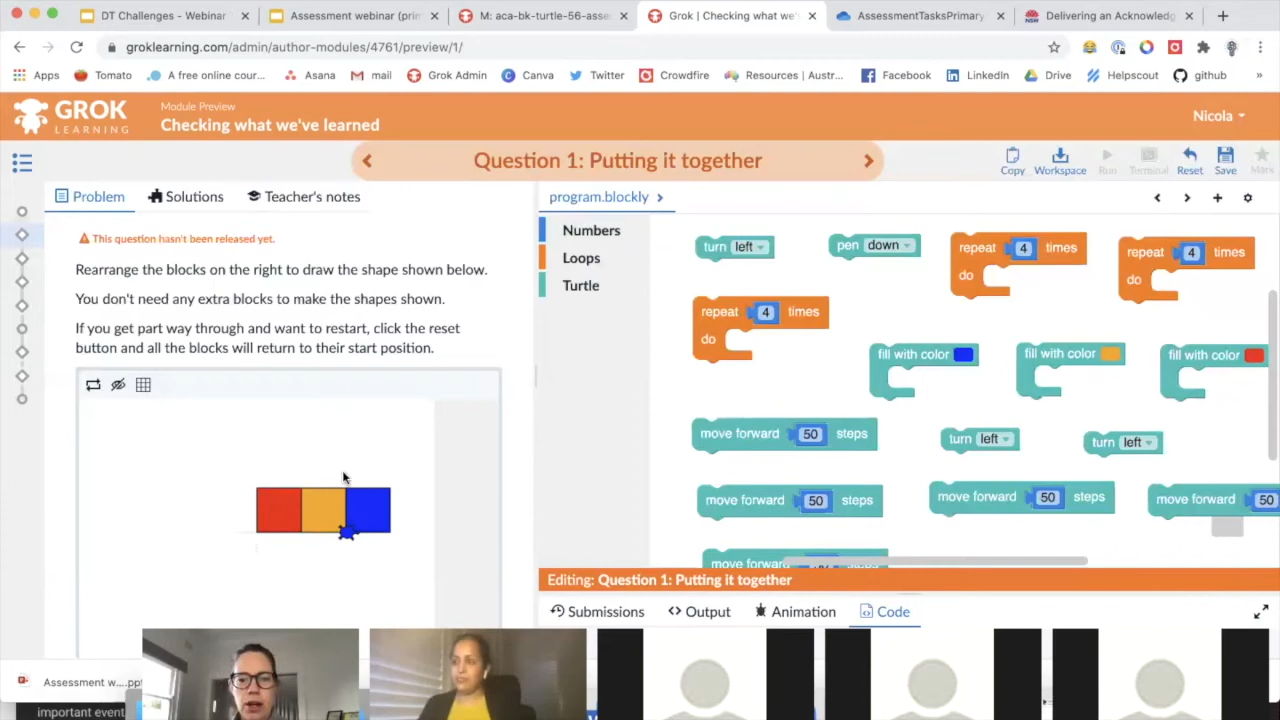 DT Challenges - Webinar
Assessment webinar (prim
M: aca-bk-turtle-56-asse
Grok | Checking what we'v
AssessmentTasksPrimary
Delivering an Acknowledg
groklearning.com/admin/author-modules/4761/preview/1/
Apps
Tomato
A free online cour...
Asana
mail
Grok Admin
Canva
Twitter
Crowdfire
Resources | Austr...
Facebook
LinkedIn
Drive
Helpscout
github
»
GROK
LEARNING
Module Preview
Checking what we've learned
Nicola
Question 1: Putting it together
Copy
Workspace
Run
Terminal
Reset
Save
Mark
Problem
Solutions
Teacher's notes
program.blockly
This question hasn't been released yet.
Rearrange the blocks on the right to draw the shape shown below.
You don't need any extra blocks to make the shapes shown.
If you get part way through and want to restart, click the reset
button and all the blocks will return to their start position.
Numbers
Loops
Turtle
turn left
pen down
repeat 4 times
do
repeat 4 times
do
repeat 4 times
do
fill with color
fill with color
fill with color
move forward 50 steps
turn left
turn left
move forward 50 steps
move forward 50 steps
move forward 50
move forward
Editing: Question 1: Putting it together
Submissions
Output
Animation
Code
Assessment w....ppt
important event